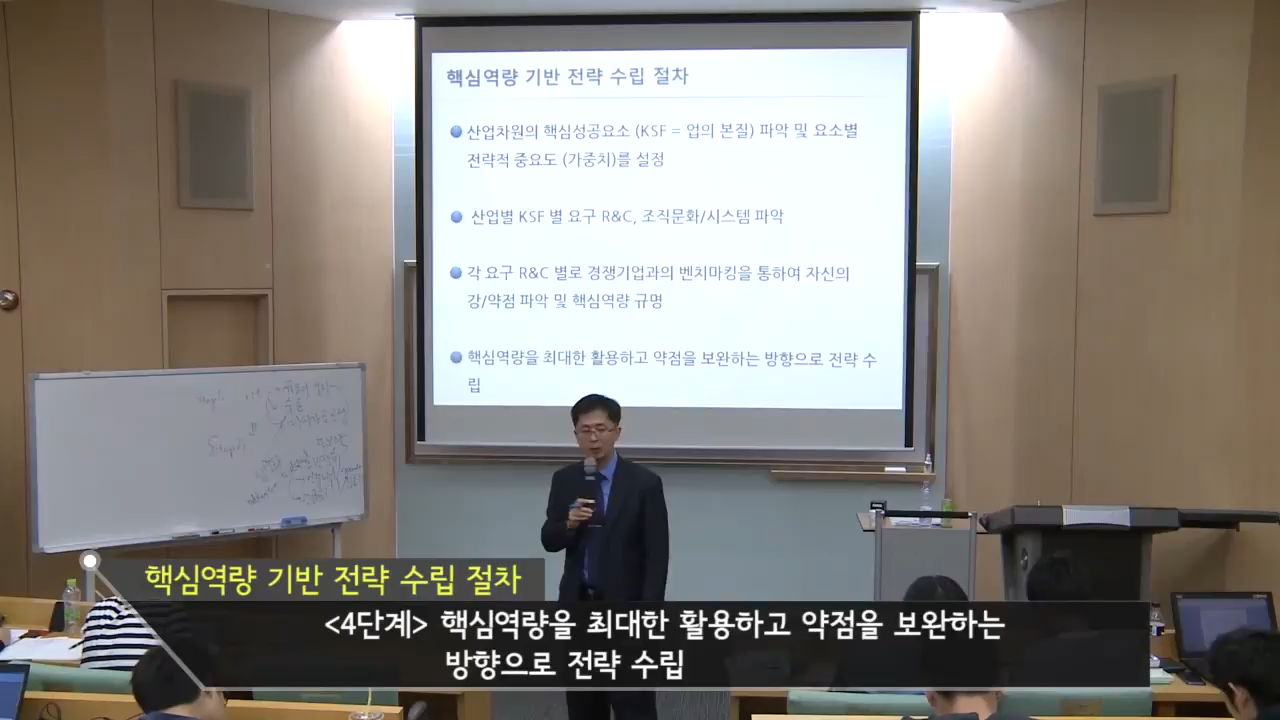 핵심역량 기반 전략 수립 절차
산업차원의 핵심성공요소 (KSF = 업의 본질) 파악 및 요소별
전략적 중요도 (가중치)를 설정
산업별 KSF 별 요구 R&C, 조직문화/시스템 파악
각 요구 R&C 별로 경쟁기업과의 벤치마킹을 통하여 자신의
강/약점 파악 및 핵심역량 규명
핵심역량을 최대한 활용하고 약점을 보완하는 방향으로 전략 수
립
핵심역량 기반 전략 수립 절차
<4단계> 핵심역량을 최대한 활용하고 약점을 보완하는
방향으로 전략 수립